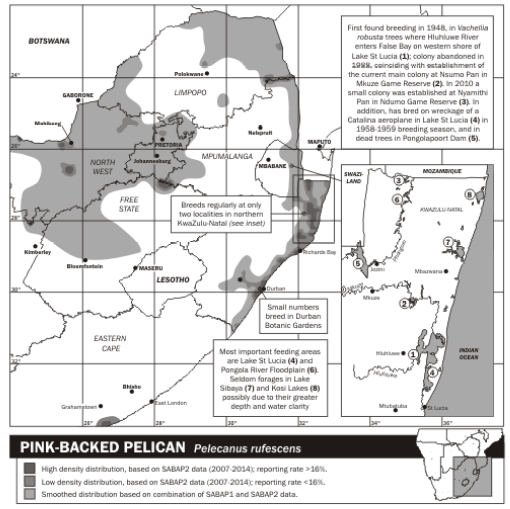 BOTSWANA
First found breeding in 1948, in Vachellia
robusta trees where Hluhluwe River
enters False Bay on western shore of
Lake St Lucia (1); colony abandoned in
1988, coinciding with establishment of
the current main colony at Nsumo Pan in
Mkuze Game Reserve (2). In 2010 a
small colony was established at Nyamithi
Pan in Ndumo Game Reserve (3). In
addition, has bred on wreckage of a
Catalina aeroplane in Lake St Lucia (4) in
1958-1959 breeding season, and in
dead trees in Pongolapoort Dam (5).
Polokwane
24°
LIMPOPO
GABORONE
Mahikeng
Nelspruit
26°
PRETORIA
MAPUTO
Johannesburg
MPUMALANGA
MBABANE
NORTH
WEST
SWAZI-
LAND
MOZAMBIQUE
3
6
8
FREE
STATE
Breeds regularly at only
two localities in northern
KwaZulu-Natal (see inset)
KWAZULU-NATAL
28°
7
Phongolo
5
Jozini
Mbazwana
Kimberley
Bloemfontein
MASERU
Richards Bay
LESOTHO
Durban
30°
Mkuze
2
Small numbers
breed in Durban
Botanic Gardens
EASTERN
CAPE
Most important feeding
areas are Lake St Lucia (4) and
Pongola River Floodplain (6).
Seldom forages in Lake
Sibaya (7) and Kosi Lakes (8)
possibly due to their greater
depth and water clarity
INDIAN
OCEAN
Hluhluwe
1
Hluhluwe
4
32°
Bhisho
Grahamstown
East London
Mtubatuba
St Lucia
26°
28°
30°
32°
34°
36°
PINK-BACKED PELICAN Pelecanus rufescens
High density distribution, based on SABAP2 data (2007-2014); reporting rate >16%.
Low density distribution, based on SABAP2 data (2007-2014); reporting rate <16%.
Smoothed distribution based on combination of SABAP1 and SABAP2 data.